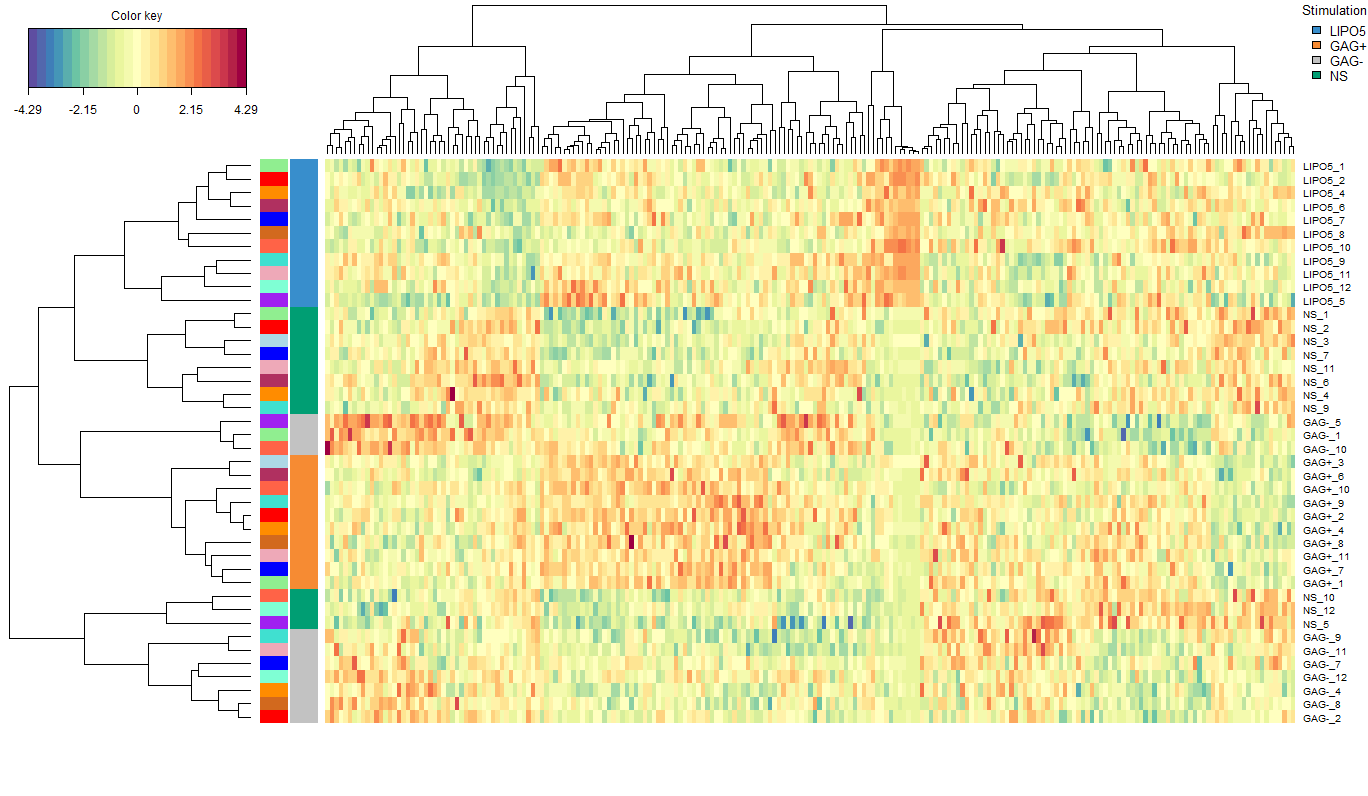 Color key
-4.29 -2.15 0 2.15 4.29
Stimulation
LIPO5
GAG+
GAG-
NS
LIPO5_1
LIPO5_2
LIPO5_4
LIPO5_6
LIPO5_7
LIPO5_8
LIPO5_10
LIPO5_9
LIPO5_11
LIPO5_12
LIPO5_5
NS_1
NS_2
NS_3
NS_7
NS_11
NS_6
NS_4
NS_9
GAG-_5
GAG-_1
GAG-_10
GAG+_3
GAG+_6
GAG+_10
GAG+_9
GAG+_2
GAG+_4
GAG+_8
GAG+_11
GAG+_7
GAG+_1
NS_10
NS_12
NS_5
GAG-_9
GAG-_11
GAG-_7
GAG-_12
GAG-_4
GAG-_8
GAG-_2